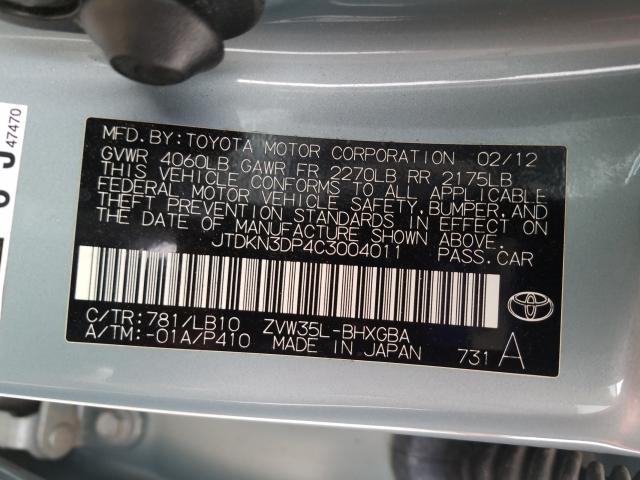 MFD. BY: TOYOTA MOTOR CORPORATION 02/12
GVWR 4060LB GAWR FR 2270LB RR 2175LB
THIS VEHICLE CONFORMS TO ALL APPLICABLE
FEDERAL MOTOR VEHICLE SAFETY, BUMPER, AND
THEFT PREVENTION STANDARDS IN EFFECT ON
THE DATE OF MANUFACTURE SHOWN ABOVE.
JTDKN3DP4C3004011 PASS. CAR
C/TR: 781/LB10 ZVW35L-BHXGBA
A/TM: -01A/P410 MADE IN JAPAN 731 A
47470